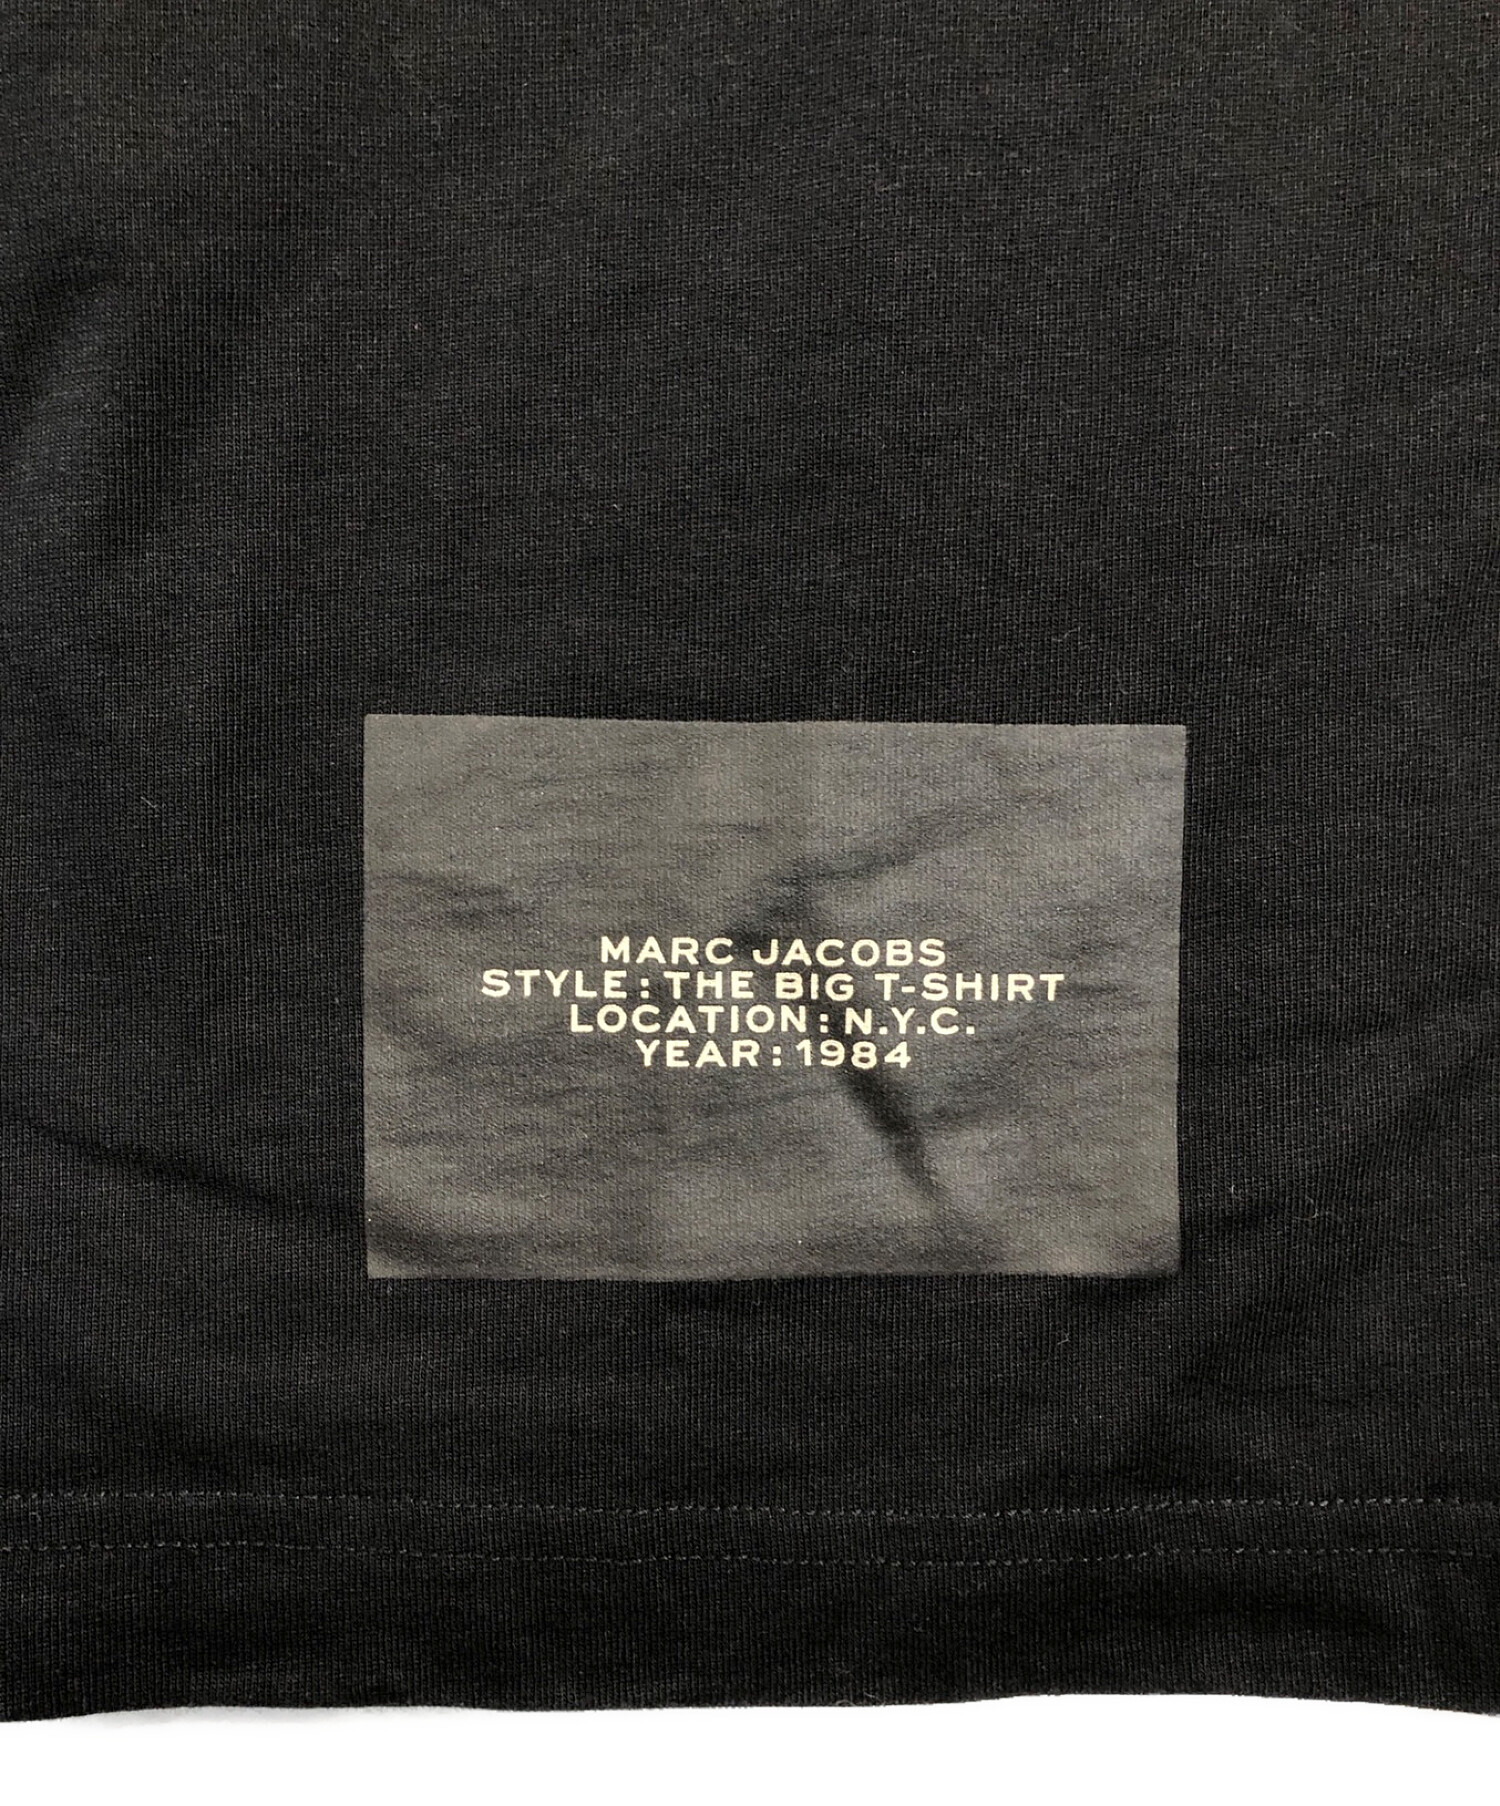 MARC JACOBS
STYLE : THE BIG T-SHIRT
LOCATION : N.Y.C.
YEAR : 1984